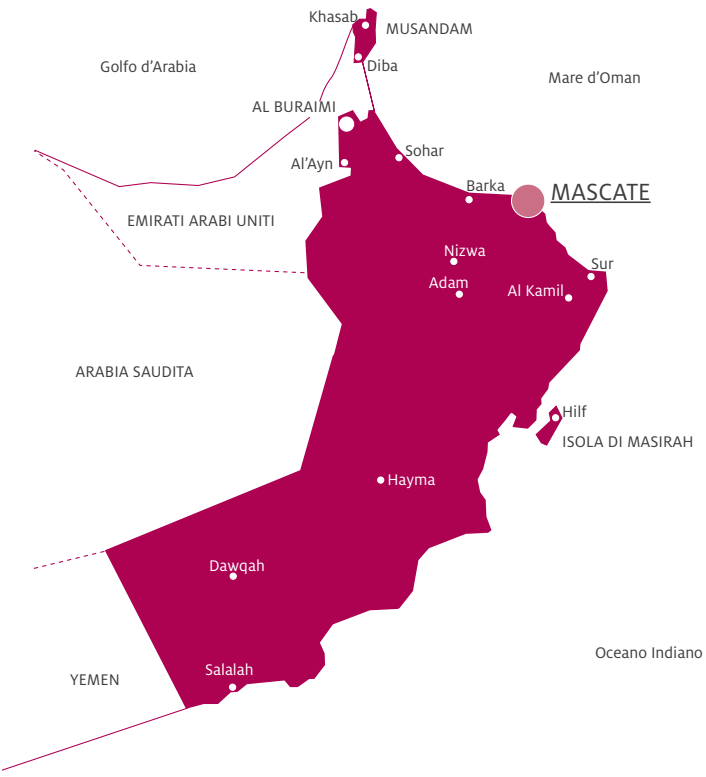 Khasab
MUSANDAM
Golfo d'Arabia
Diba
Mare d'Oman
AL BURAIMI
Sohar
Al'Ayn
Barka
MASCATE
EMIRATI ARABI UNITI
Nizwa
Sur
Adam
Al Kamil
ARABIA SAUDITA
Hilf
ISOLA DI MASIRAH
Hayma
Dawqah
Oceano Indiano
Salalah
YEMEN